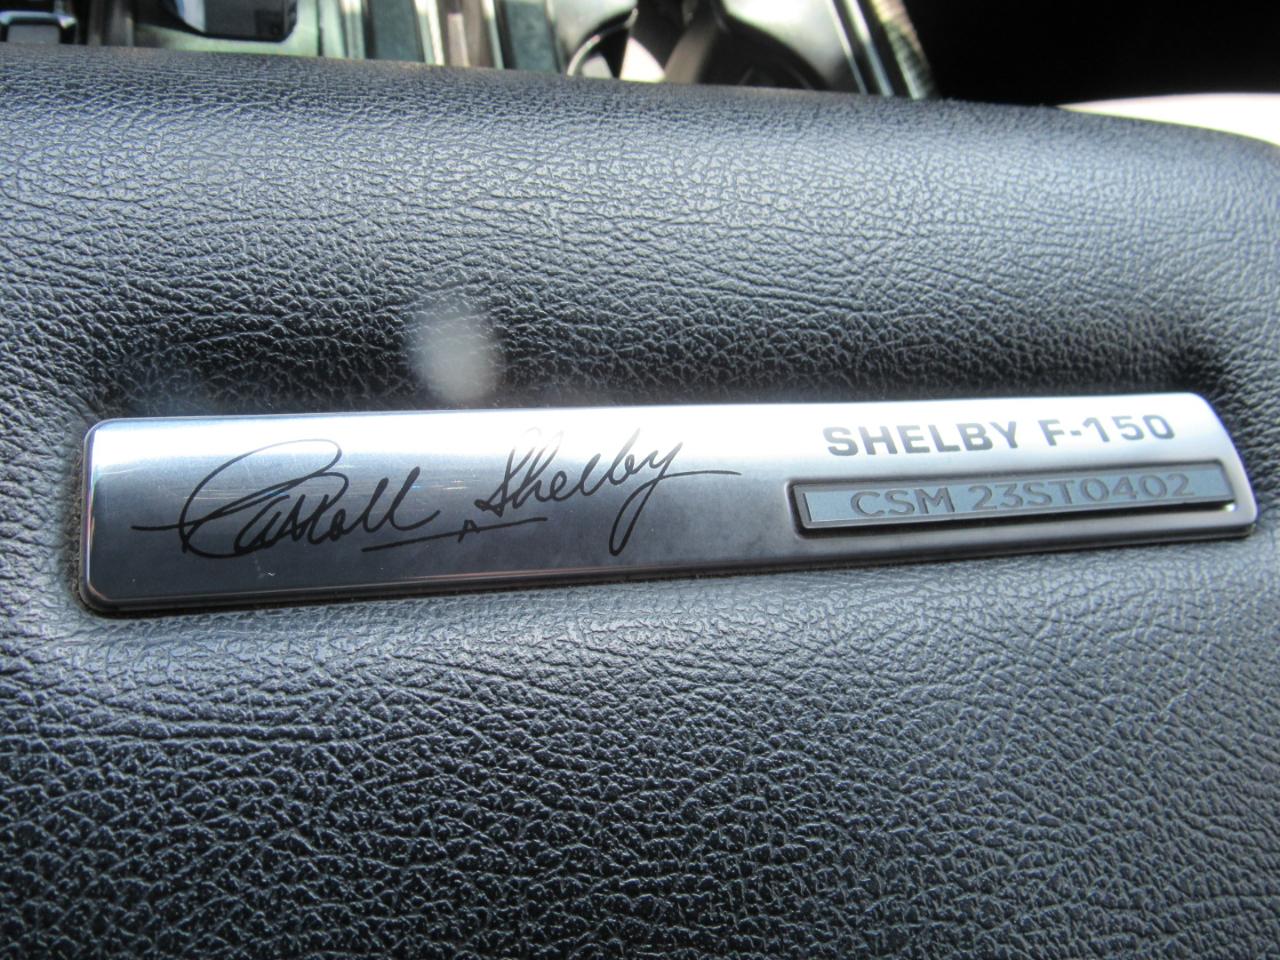 Carroll Shelby
SHELBY F-150
CSM 23ST0402